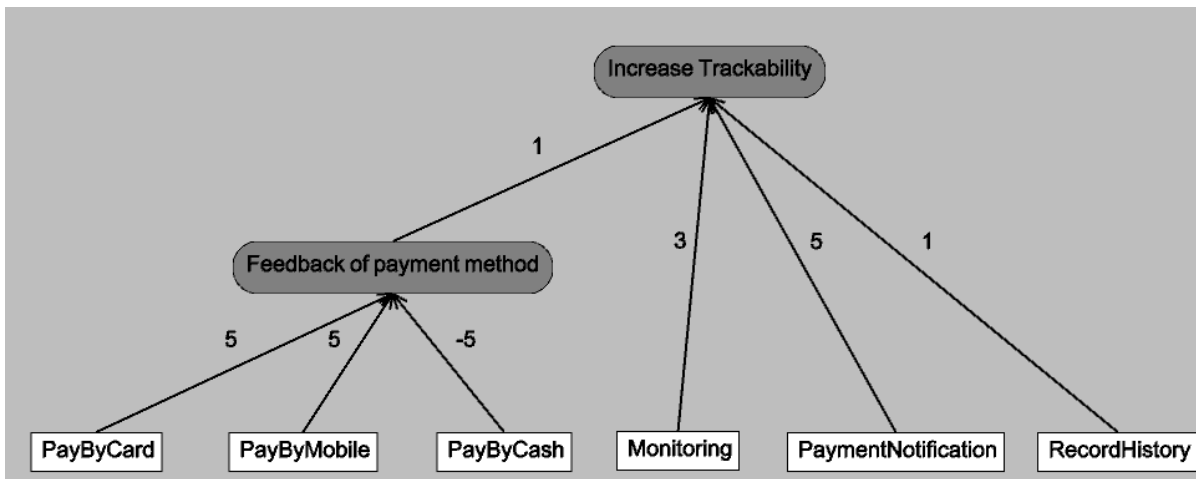 Increase Trackability
1
3
5
1
Feedback of payment method
5
5
-5
PayByCard
PayByMobile
PayByCash
Monitoring
PaymentNotification
RecordHistory